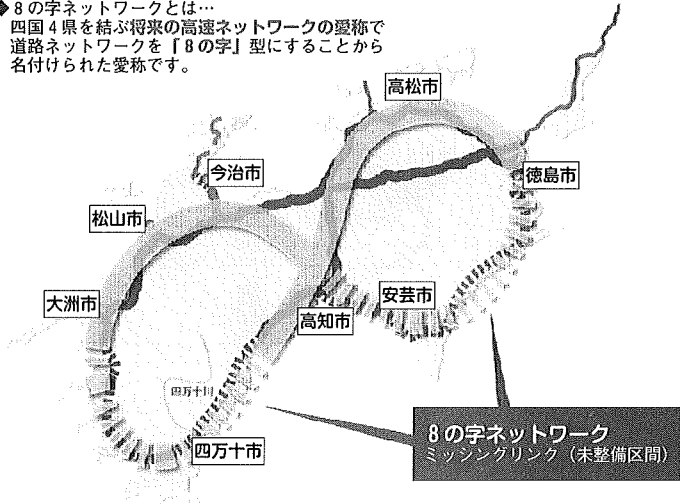 ◆８の字ネットワークとは…
四国４県を結ぶ将来の高速ネットワークの愛称で
道路ネットワークを『８の字』型にすることから
名付けられた愛称です。
高松市
今治市
徳島市
松山市
大洲市
安芸市
高知市
四万十川
四万十市
８の字ネットワーク
ミッシングリンク（未整備区間）